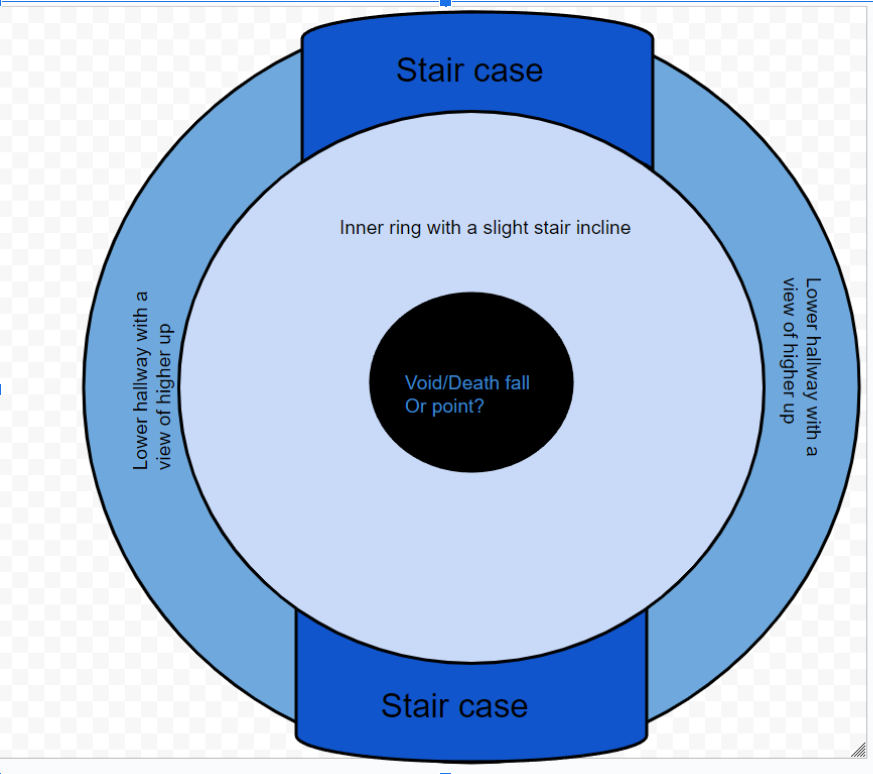 Stair case
Inner ring with a slight stair incline
Lower hallway with a
view of higher up
Lower hallway with a
view of higher up
Void/Death fall
Or point?
Stair case